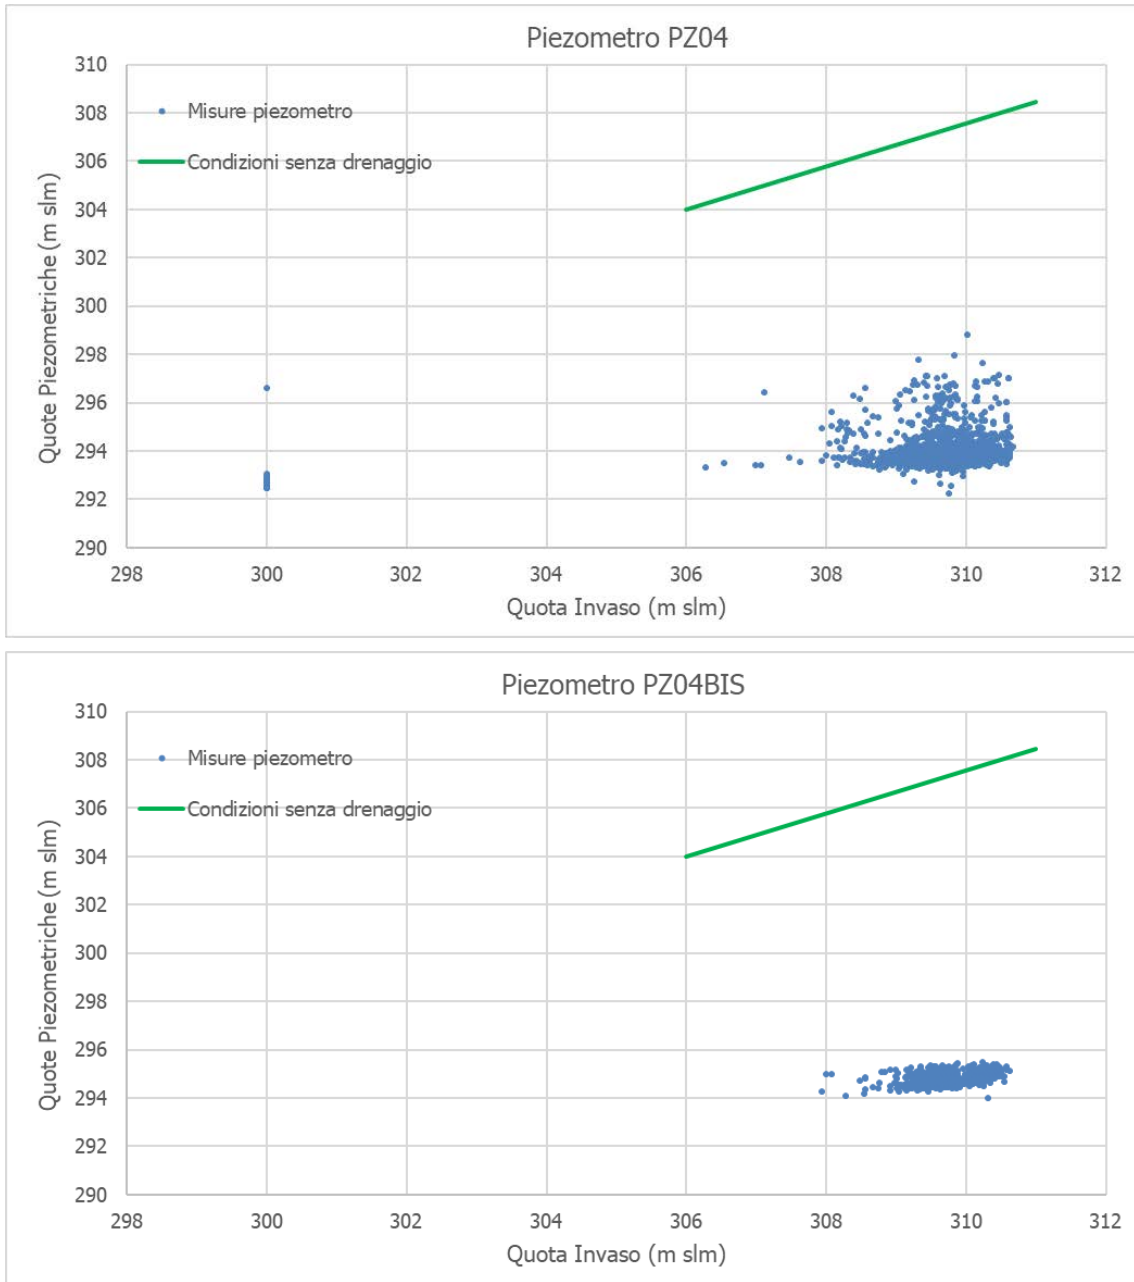 Piezometro PZ04
310
308
306
304
302
300
298
296
294
292
290
Quote Piezometriche (m slm)
Misure piezometro
Condizioni senza drenaggio
298 300 302 304 306 308 310 312
Quota Invaso (m slm)
Piezometro PZ04BIS
310
308
306
304
302
300
298
296
294
292
290
Quote Piezometriche (m slm)
Misure piezometro
Condizioni senza drenaggio
298 300 302 304 306 308 310 312
Quota Invaso (m slm)